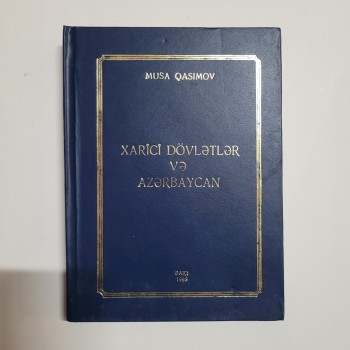 MUSA QASIMOV
XARİCİ DÖVLƏTLƏR
VƏ
AZƏRBAYCAN
BAKI